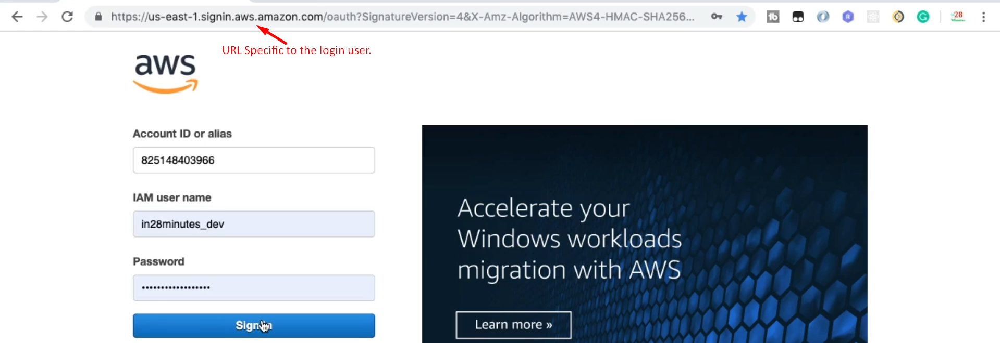 https://us-east-1.signin.aws.amazon.com/oauth?SignatureVersion=4&X-Amz-Algorithm=AWS4-HMAC-SHA256...
28
Minutes
URL Specific to the login user.
aws
Account ID or alias
825148403966
IAM user name
in28minutes_dev
Password
••••••••••••••••••
Accelerate your
Windows workloads
migration with AWS
Learn more »